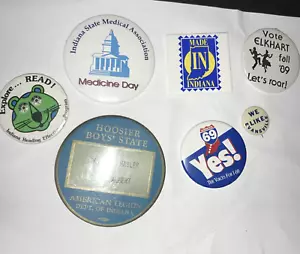 Indiana State Medical Association
Medicine Day
MADE
IN
INDIANA
Vote
ELKHART
fall
'09
Let's roar!
Explore... READ!
Indiana Reading
HOOSIER
BOYS' STATE
AMERICAN LEGION
DEPT. OF INDIANA
69
Yes!
WE
"LIKE"